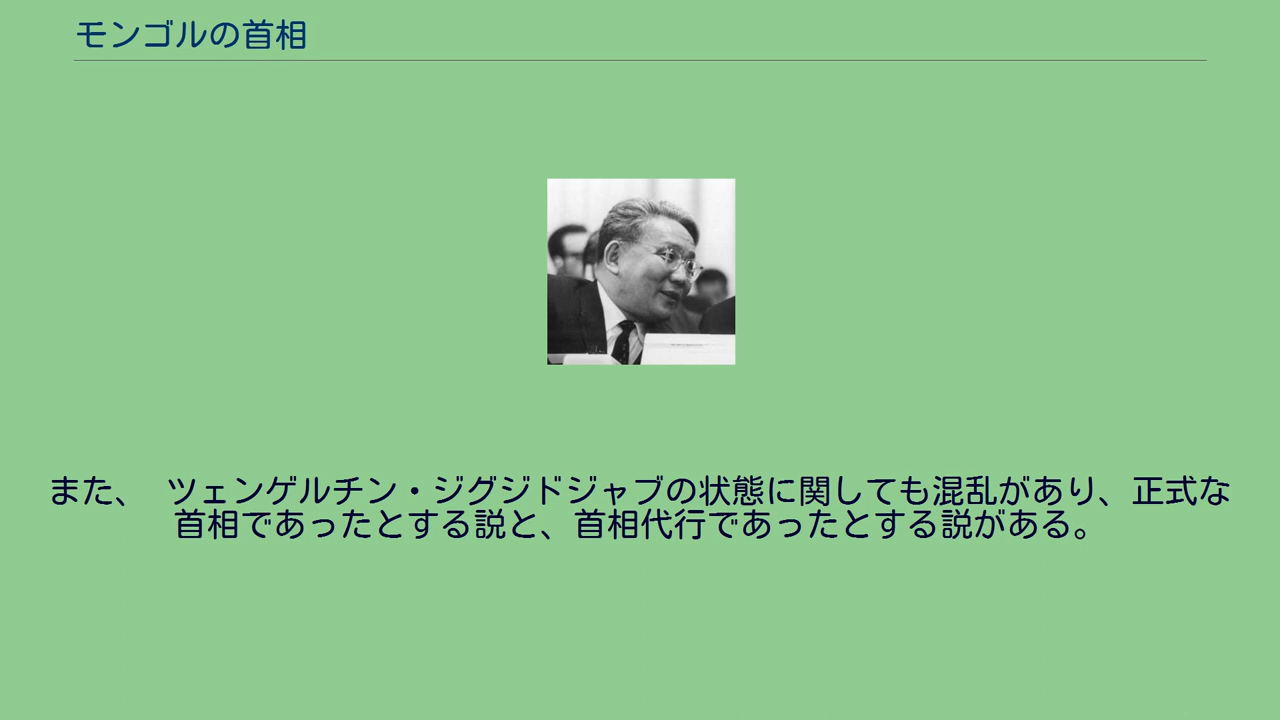 モンゴルの首相
また、 ツェンゲルチン・ジグジドジャブの状態に関しても混乱があり、正式な
首相であったとする説と、首相代行であったとする説がある。